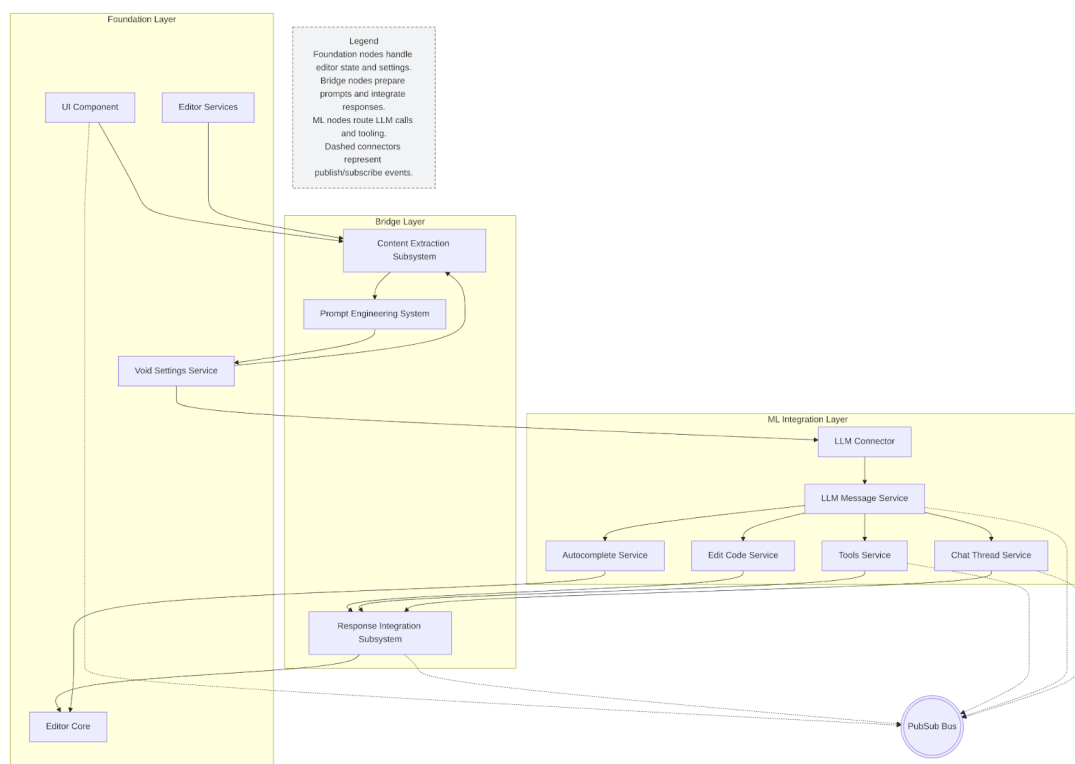 Foundation Layer
Legend
Foundation nodes handle
editor state and settings.
Bridge nodes prepare
prompts and integrate
responses.
ML nodes route LLM calls
and tooling.
Dashed connectors
represent
publish/subscribe events.
UI Component
Editor Services
Bridge Layer
Content Extraction
Subsystem
Prompt Engineering System
Void Settings Service
ML Integration Layer
LLM Connector
LLM Message Service
Autocomplete Service
Edit Code Service
Tools Service
Chat Thread Service
Response Integration
Subsystem
Editor Core
PubSub Bus